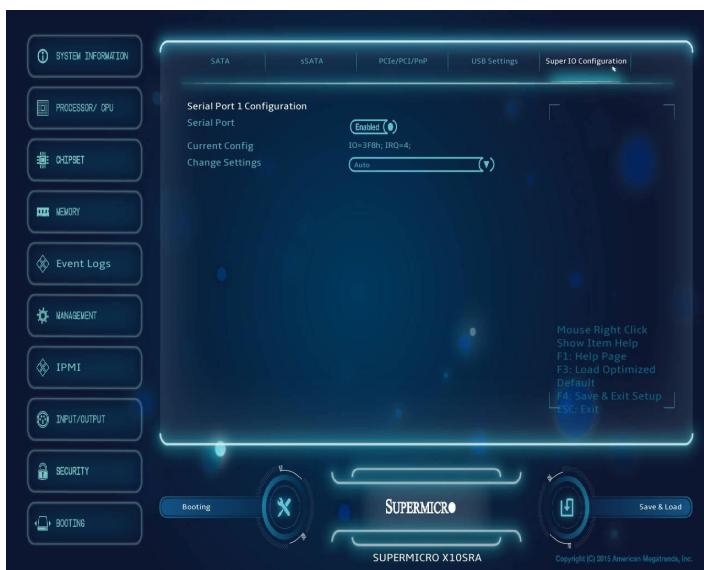 SYSTEM INFORMATION
PROCESSOR/ CPU
CHIPSET
MEMORY
Event Logs
MANAGEMENT
IPMI
INPUT/OUTPUT
SECURITY
BOOTING
SATA
sSATA
PCIe/PCI/PnP
USB Settings
Super IO Configuration
Serial Port 1 Configuration
Serial Port
Enabled
Current Config
IO=3F8h; IRQ=4;
Change Settings
Auto
Mouse Right Click
Show Item Help
F1: Help Page
F3: Load Optimized
Default
F4: Save & Exit Setup
ESC: Exit
Booting
SUPERMICRO
Save & Load
SUPERMICRO X10SRA
Copyright (C) 2015 American Megatrends, Inc.